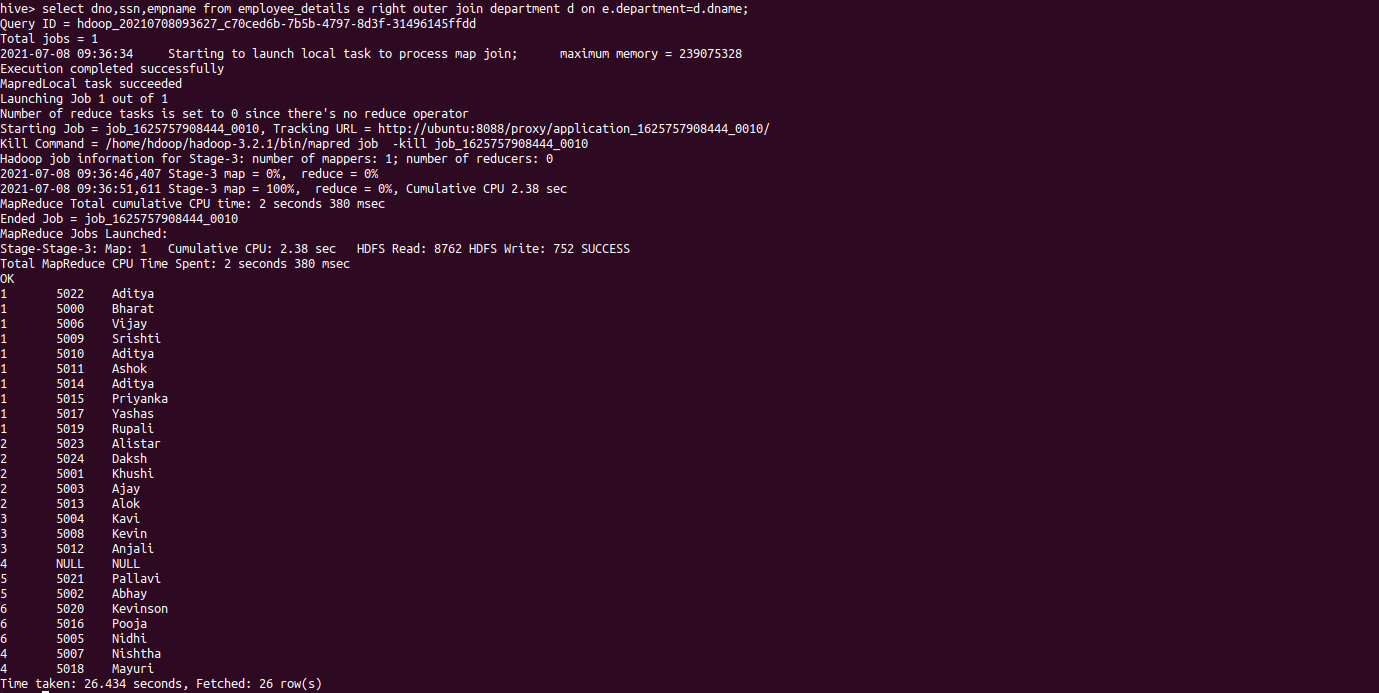 hive> select dno,ssn,empname from employee_details e right outer join department d on e.department=d.dname;
Query ID = hdoop_20210708093627_c70ced6b-7b5b-4797-8d3f-31496145ffdd
Total jobs = 1
2021-07-08 09:36:34     Starting to launch local task to process map join;      maximum memory = 239075328
Execution completed successfully
MapredLocal task succeeded
Launching Job 1 out of 1
Number of reduce tasks is set to 0 since there's no reduce operator
Starting Job = job_1625757908444_0010, Tracking URL = http://ubuntu:8088/proxy/application_1625757908444_0010/
Kill Command = /home/hdoop/hadoop-3.2.1/bin/mapred job  -kill job_1625757908444_0010
Hadoop job information for Stage-3: number of mappers: 1; number of reducers: 0
2021-07-08 09:36:46,407 Stage-3 map = 0%,  reduce = 0%
2021-07-08 09:36:51,611 Stage-3 map = 100%,  reduce = 0%, Cumulative CPU 2.38 sec
MapReduce Total cumulative CPU time: 2 seconds 380 msec
Ended Job = job_1625757908444_0010
MapReduce Jobs Launched:
Stage-Stage-3: Map: 1   Cumulative CPU: 2.38 sec   HDFS Read: 8762 HDFS Write: 752 SUCCESS
Total MapReduce CPU Time Spent: 2 seconds 380 msec
OK
1       5022    Aditya
1       5000    Bharat
1       5006    Vijay
1       5009    Srishti
1       5010    Aditya
1       5011    Ashok
1       5014    Aditya
1       5015    Priyanka
1       5017    Yashas
1       5019    Rupali
2       5023    Alistar
2       5024    Daksh
2       5001    Khushi
2       5003    Ajay
2       5013    Alok
3       5004    Kavi
3       5008    Kevin
3       5012    Anjali
4       NULL    NULL
5       5021    Pallavi
5       5002    Abhay
6       5020    Kevinson
6       5016    Pooja
6       5005    Nidhi
4       5007    Nishtha
4       5018    Mayuri
Time taken: 26.434 seconds, Fetched: 26 row(s)